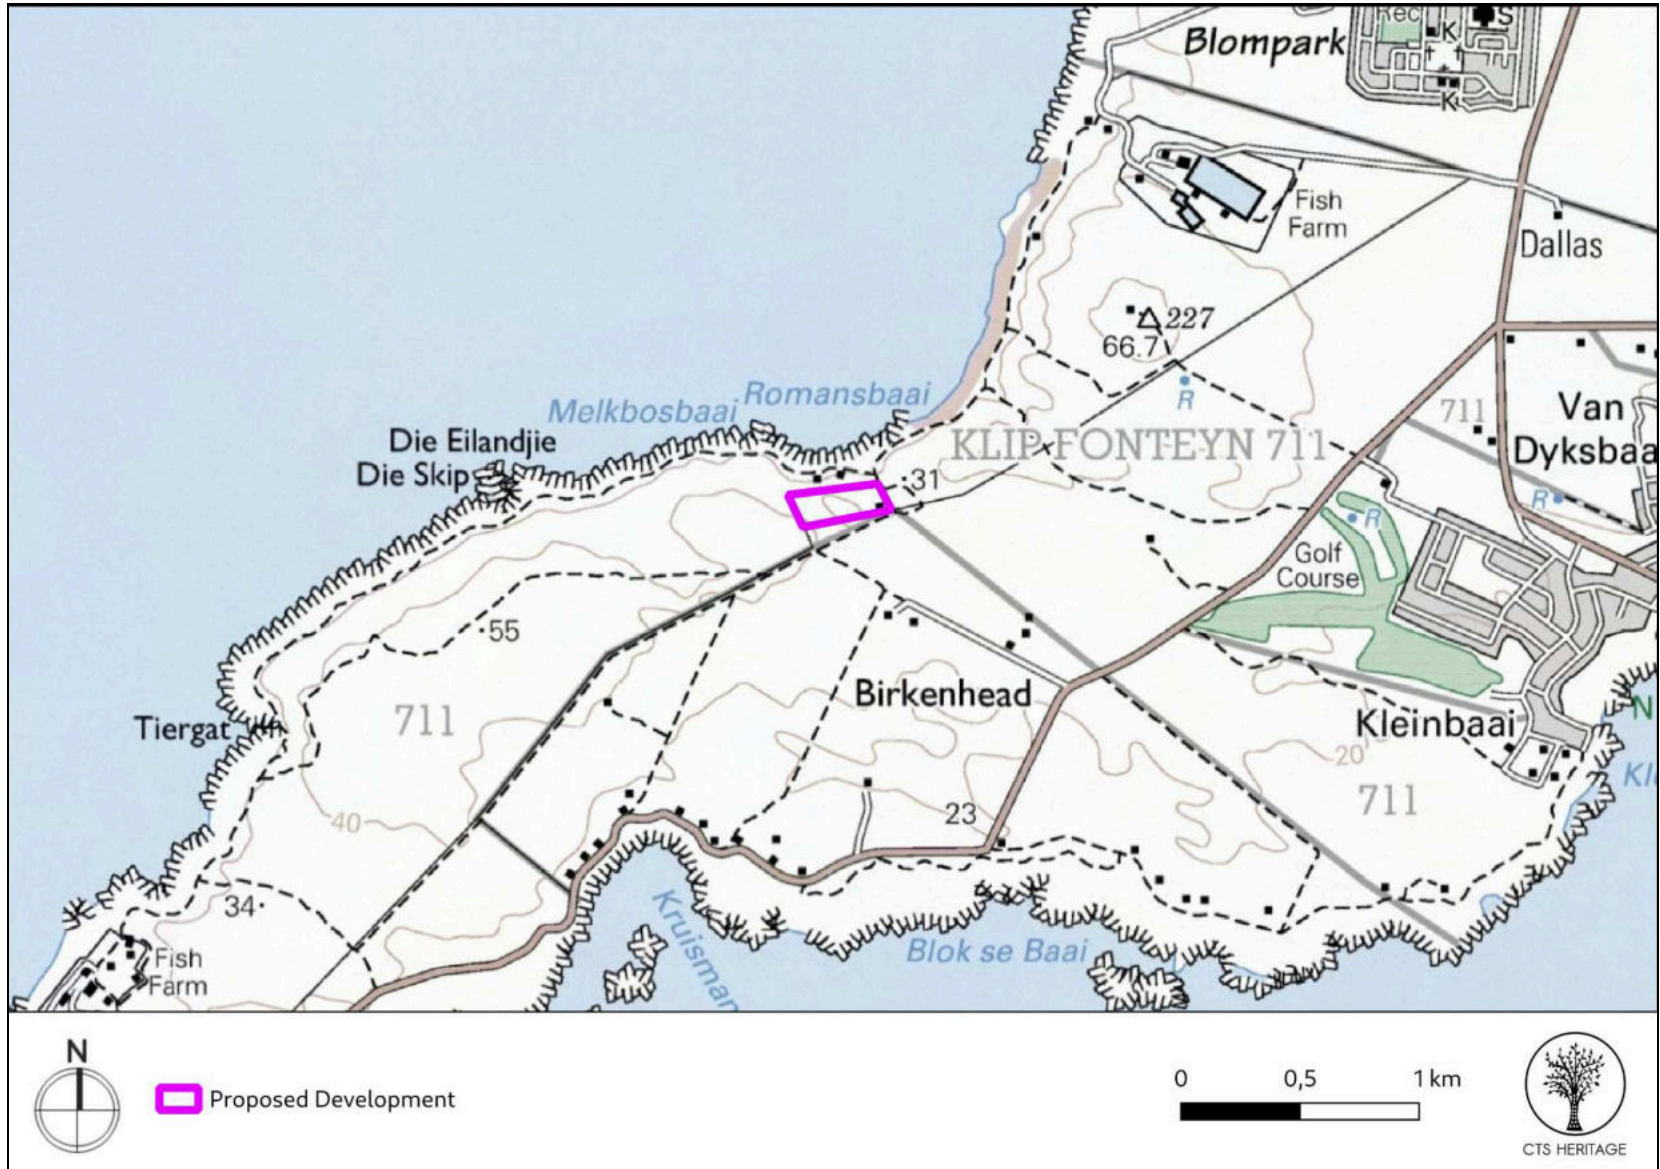 Rec
S
K
Blompark
K
Fish
Farm
Dallas
227
66.7
R
Romansbaai
Melkbosbaai
711
Van
Dyksbaa
Die Eilandjie
Die Skip
KLIP FONTEYN 711
31
R
R
Golf
Course
55
Birkenhead
Tiergat
711
Kleinbaai
N
20
Kl
711
40
23
34
Kruisman
Blok se Baai
Fish
Farm
N
Proposed Development
0 0,5 1 km
CTS HERITAGE